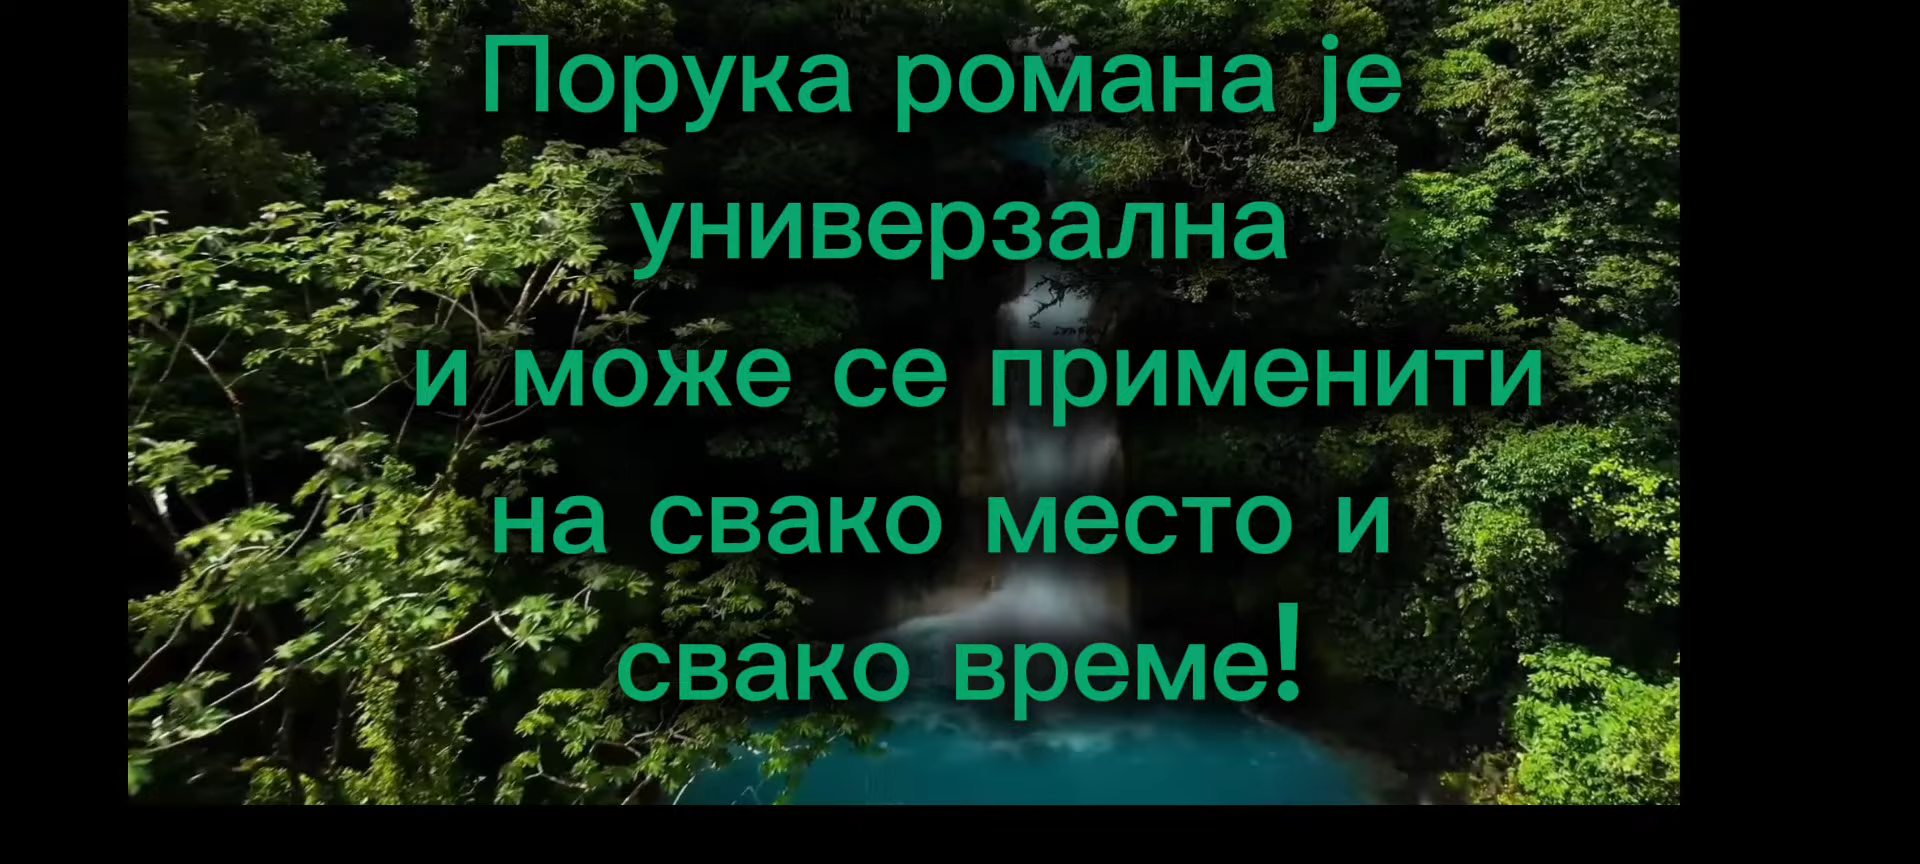 Порука романа је
универзална
и може се применити
на свако место и
свако време!